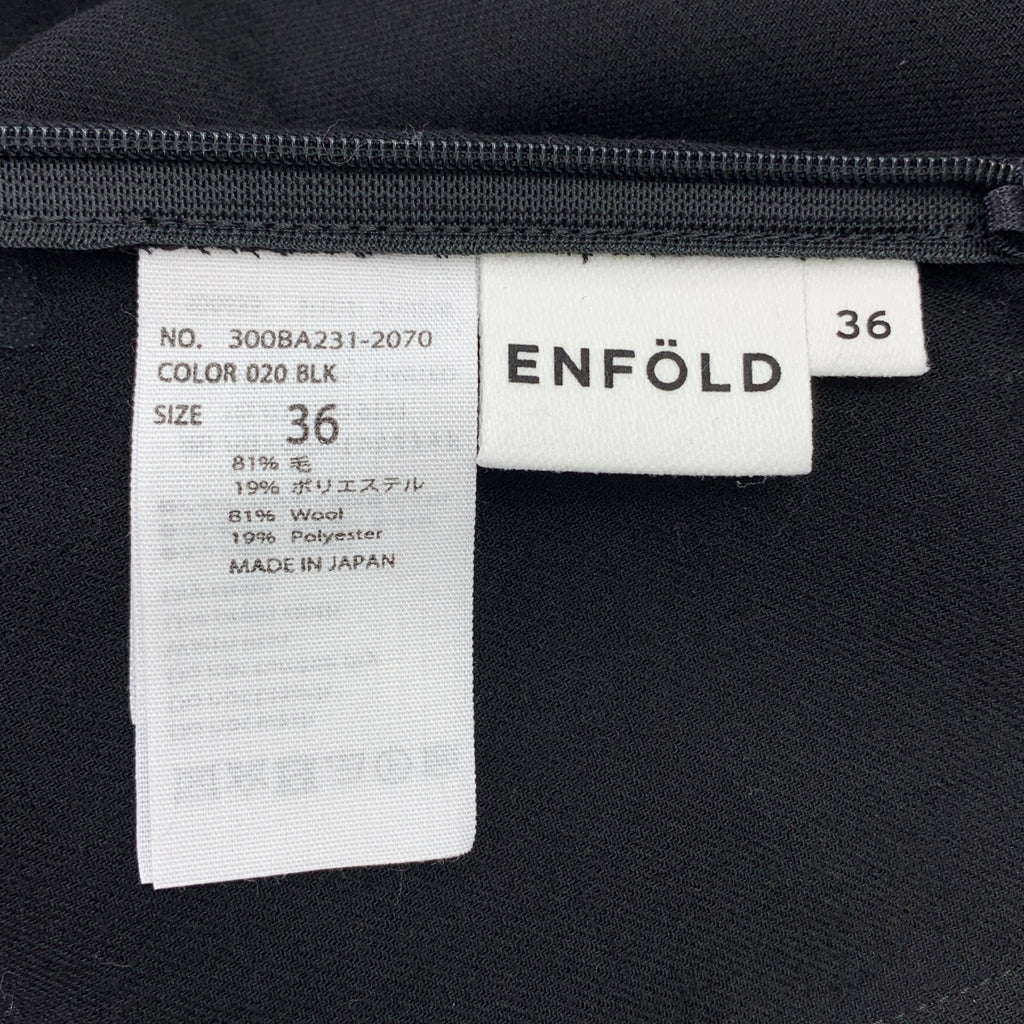 NO. 300BA231-2070
COLOR 020 BLK
SIZE 36
81% 毛
19% ポリエステル
81% Wool
19% Polyester
MADE IN JAPAN
ENFÖLD
36